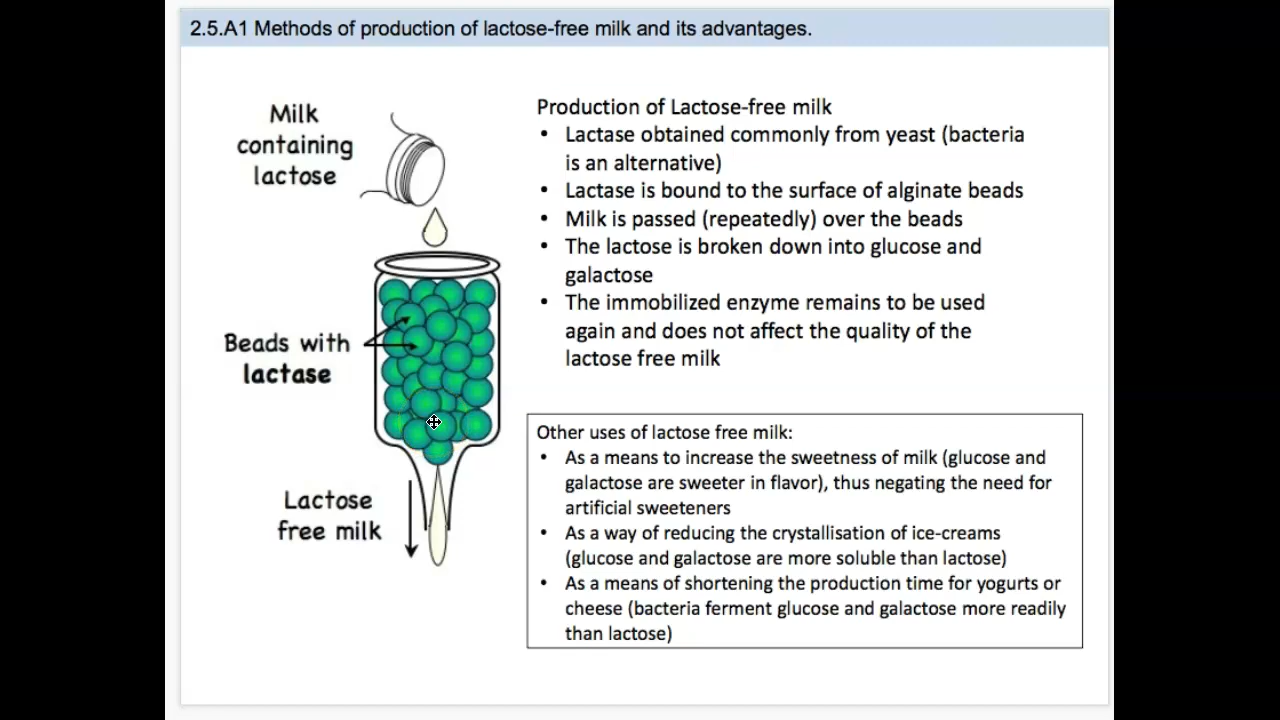 2.5.A1 Methods of production of lactose-free milk and its advantages.
Milk
containing
lactose
Beads with
lactase
Lactose
free milk
Production of Lactose-free milk
• Lactase obtained commonly from yeast (bacteria
is an alternative)
• Lactase is bound to the surface of alginate beads
• Milk is passed (repeatedly) over the beads
• The lactose is broken down into glucose and
galactose
• The immobilized enzyme remains to be used
again and does not affect the quality of the
lactose free milk
Other uses of lactose free milk:
• As a means to increase the sweetness of milk (glucose and
galactose are sweeter in flavor), thus negating the need for
artificial sweeteners
• As a way of reducing the crystallisation of ice-creams
(glucose and galactose are more soluble than lactose)
• As a means of shortening the production time for yogurts or
cheese (bacteria ferment glucose and galactose more readily
than lactose)